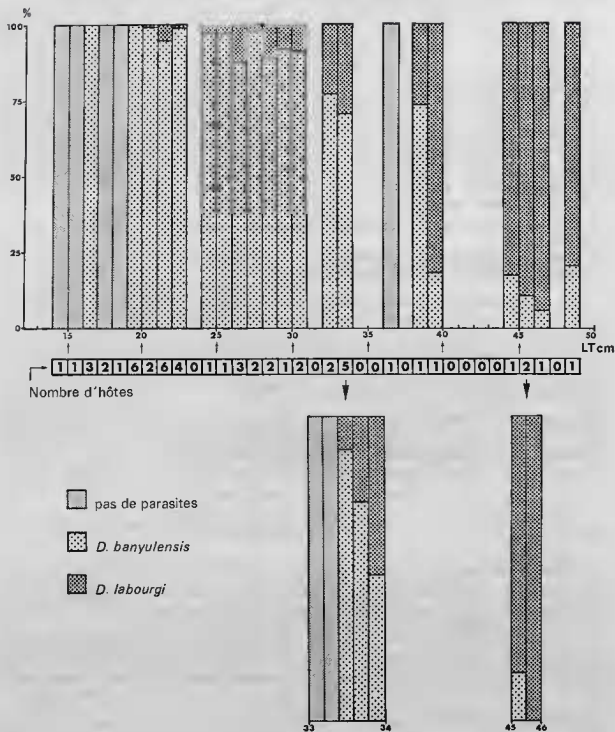 %
100
75
50
25
0
15 20 25 30 35 40 45 50
LTcm
1 1 3 2 1 6 2 6 4 0 1 1 3 2 2 1 2 0 2 5 0 0 1 0 1 1 0 0 0 0 1 2 1 0 1
Nombre d'hôtes
pas de parasites
D. banyulensis
D. labourgi
33 34 45 46